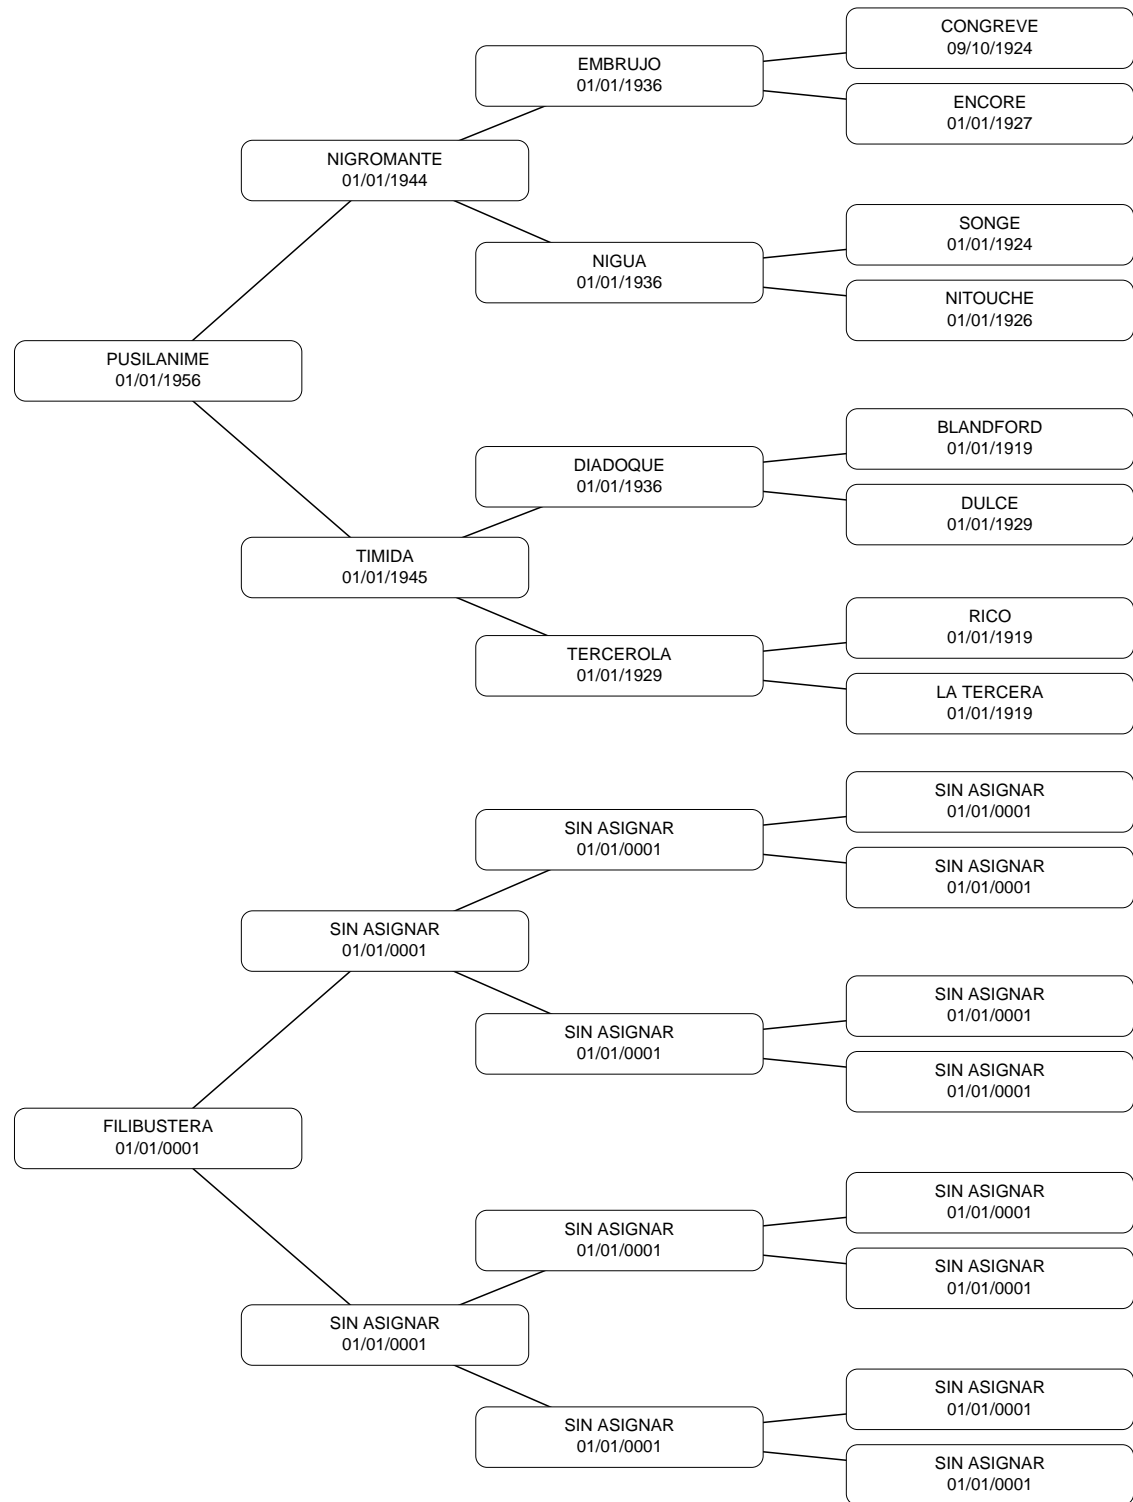 CONGREVE
09/10/1924
EMBRUJO
01/01/1936
ENCORE
01/01/1927
NIGROMANTE
01/01/1944
SONGE
01/01/1924
NIGUA
01/01/1936
NITOUCHE
01/01/1926
PUSILANIME
01/01/1956
BLANDFORD
01/01/1919
DIADOQUE
01/01/1936
DULCE
01/01/1929
TIMIDA
01/01/1945
RICO
01/01/1919
TERCEROLA
01/01/1929
LA TERCERA
01/01/1919
SIN ASIGNAR
01/01/0001
SIN ASIGNAR
01/01/0001
SIN ASIGNAR
01/01/0001
SIN ASIGNAR
01/01/0001
SIN ASIGNAR
01/01/0001
SIN ASIGNAR
01/01/0001
SIN ASIGNAR
01/01/0001
FILIBUSTERA
01/01/0001
SIN ASIGNAR
01/01/0001
SIN ASIGNAR
01/01/0001
SIN ASIGNAR
01/01/0001
SIN ASIGNAR
01/01/0001
SIN ASIGNAR
01/01/0001
SIN ASIGNAR
01/01/0001
SIN ASIGNAR
01/01/0001